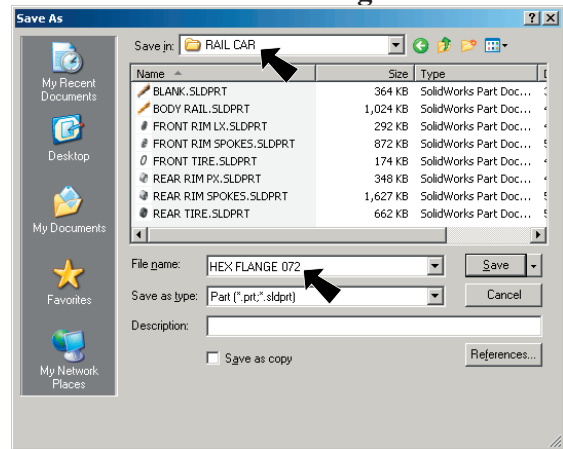 Save As
Save in: RAIL CAR
My Recent Documents
Desktop
My Documents
Favorites
My Network Places
Name Size Type
BLANK.SLDPRT 364 KB SolidWorks Part Doc...
BODY RAIL.SLDPRT 1,024 KB SolidWorks Part Doc...
FRONT RIM LX.SLDPRT 292 KB SolidWorks Part Doc...
FRONT RIM SPOKES.SLDPRT 872 KB SolidWorks Part Doc...
FRONT TIRE.SLDPRT 174 KB SolidWorks Part Doc...
REAR RIM PX.SLDPRT 348 KB SolidWorks Part Doc...
REAR RIM SPOKES.SLDPRT 1,627 KB SolidWorks Part Doc...
REAR TIRE.SLDPRT 662 KB SolidWorks Part Doc...
File name: HEX FLANGE 072 Save
Save as type: Part (*.prt;*.sldprt) Cancel
Description:
Save as copy References...